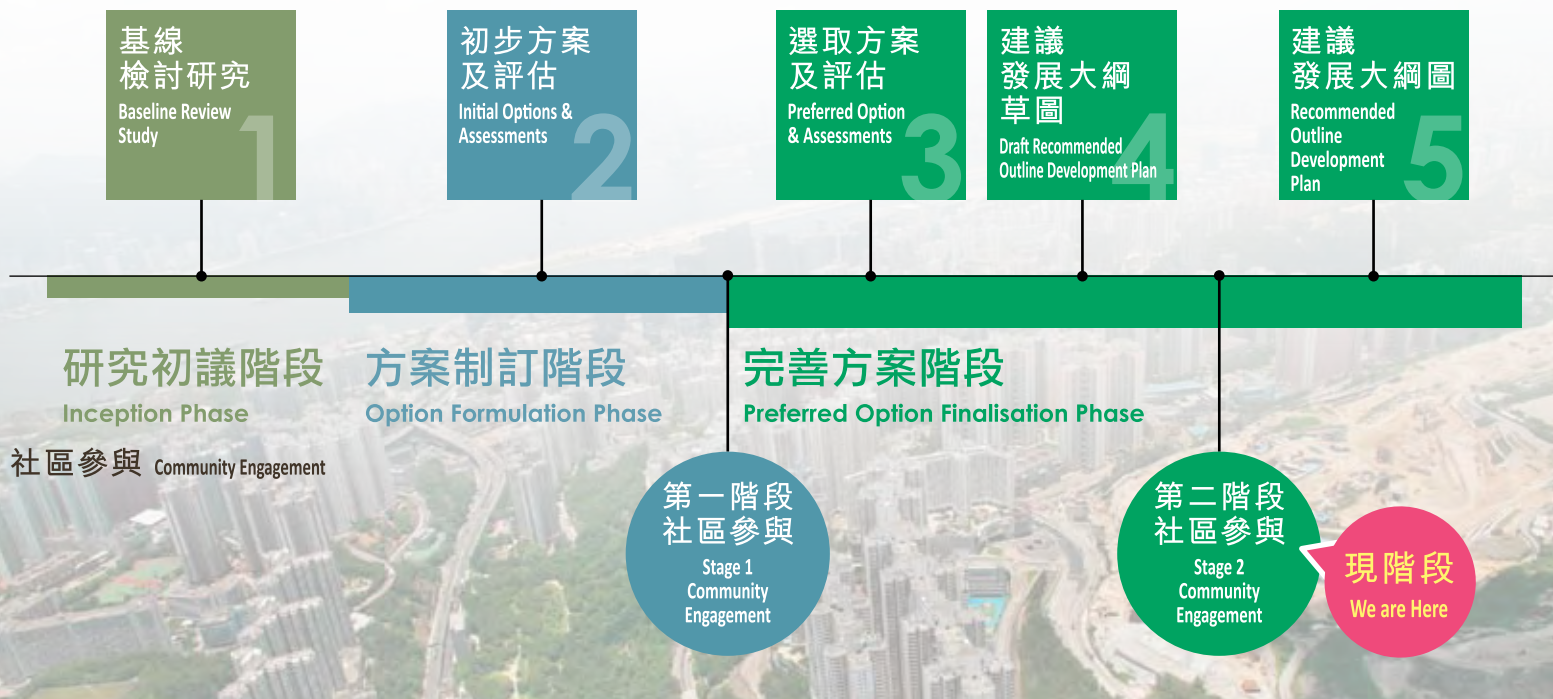 基線
檢討研究
Baseline Review
Study
1
初步方案
及評估
Initial Options &
Assessments
2
選取方案
及評估
Preferred Option
& Assessments
3
建議
發展大綱
草圖
Draft Recommended
Outline Development Plan
4
建議
發展大綱圖
Recommended
Outline
Development
Plan
5
研究初議階段
Inception Phase
方案制訂階段
Option Formulation Phase
完善方案階段
Preferred Option Finalisation Phase
社區參與 Community Engagement
第一階段
社區參與
Stage 1
Community
Engagement
第二階段
社區參與
Stage 2
Community
Engagement
現階段
We are Here